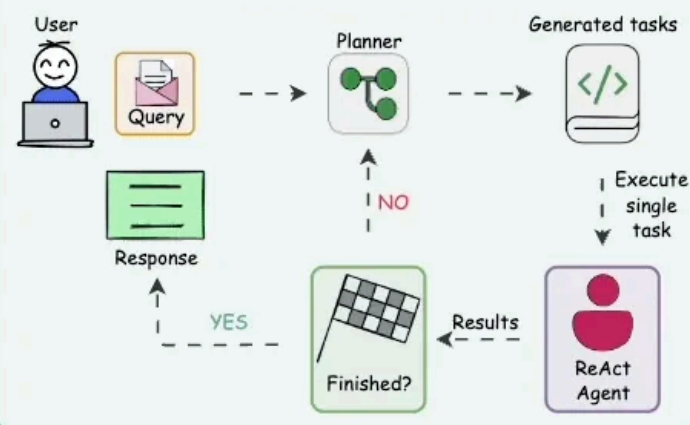 User
Query
Planner
Generated tasks
</>
Execute
single
task
ReAct
Agent
Results
Finished?
NO
YES
Response